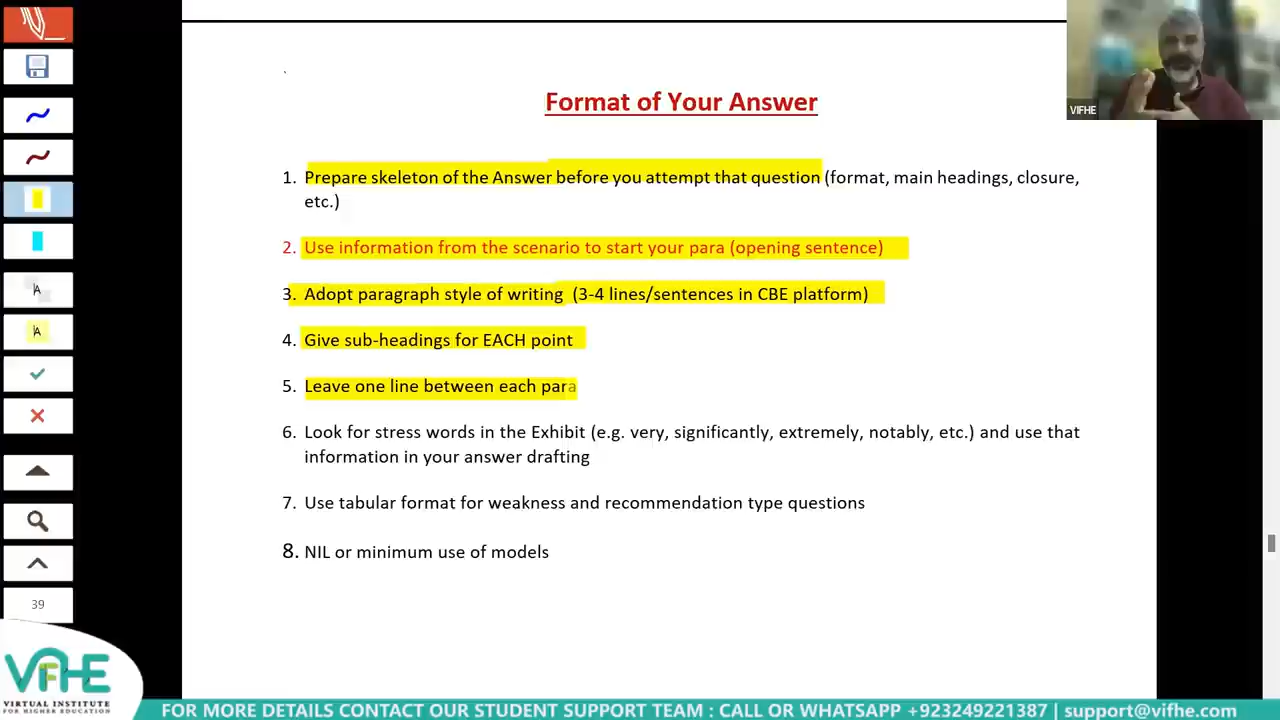 Format of Your Answer
VIFHE
1. Prepare skeleton of the Answer before you attempt that question (format, main headings, closure,
etc.)
2. Use information from the scenario to start your para (opening sentence)
3. Adopt paragraph style of writing (3-4 lines/sentences in CBE platform)
4. Give sub-headings for EACH point
5. Leave one line between each para
6. Look for stress words in the Exhibit (e.g. very, significantly, extremely, notably, etc.) and use that
information in your answer drafting
7. Use tabular format for weakness and recommendation type questions
8. NIL or minimum use of models
A
A
39
VIFHE
VIRTUAL INSTITUTE
FOR HIGHER EDUCATION
FOR MORE DETAILS CONTACT OUR STUDENT SUPPORT TEAM : CALL OR WHATSAPP +923249221387 | support@vifhe.com